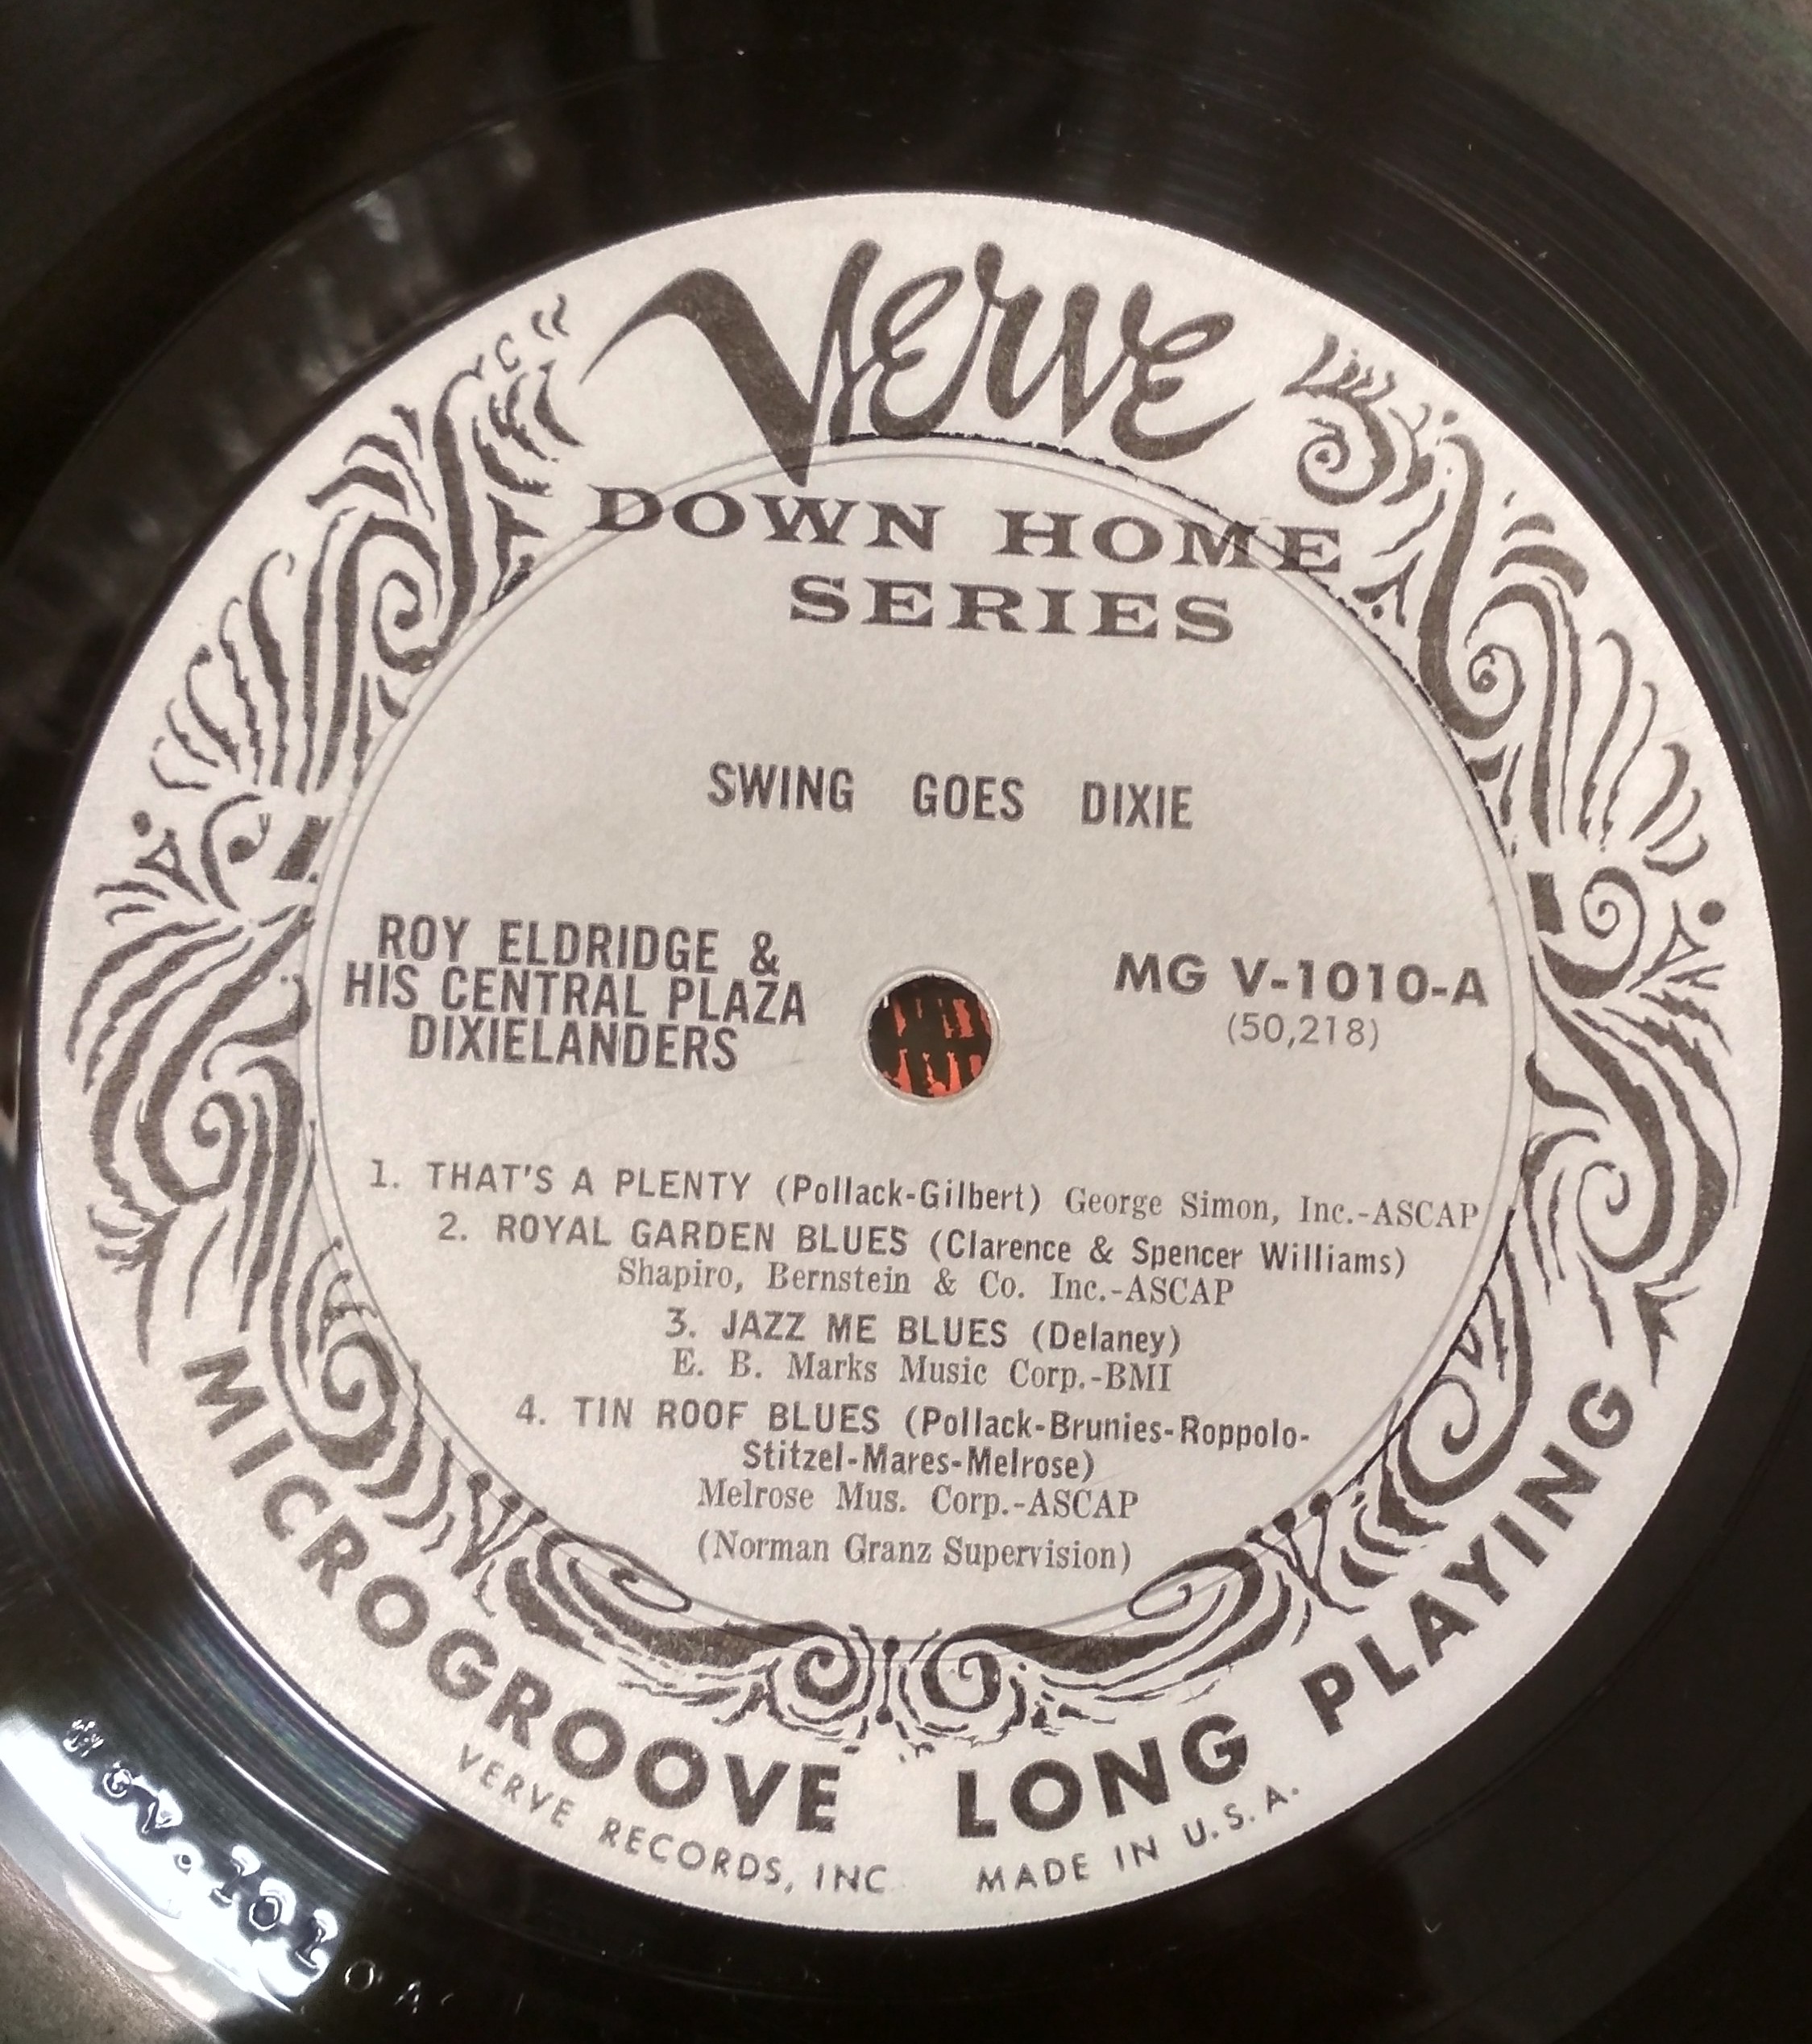 Verve
DOWN HOME
SERIES
SWING GOES DIXIE
ROY ELDRIDGE &
HIS CENTRAL PLAZA
DIXIELANDERS
MG V-1010-A
(50,218)
1. THAT'S A PLENTY (Pollack-Gilbert) George Simon, Inc.-ASCAP
2. ROYAL GARDEN BLUES (Clarence & Spencer Williams)
Shapiro, Bernstein & Co. Inc.-ASCAP
3. JAZZ ME BLUES (Delaney)
E. B. Marks Music Corp.-BMI
4. TIN ROOF BLUES (Pollack-Brunies-Roppolo-
Stitzel-Mares-Melrose)
Melrose Mus. Corp.-ASCAP
(Norman Granz Supervision)
MICROGROOVE LONG PLAYING
VERVE RECORDS, INC MADE IN U.S.A.